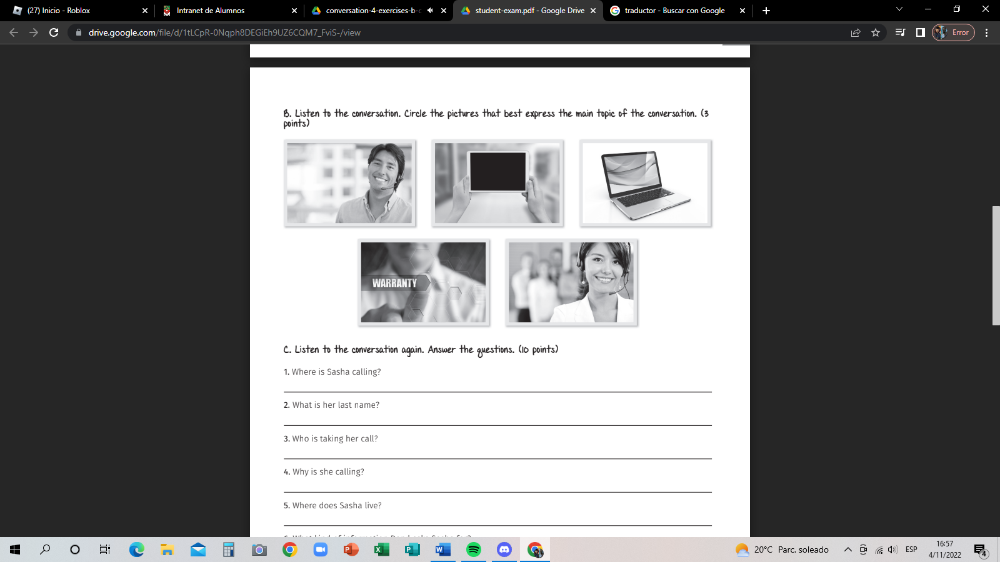 (27) Inicio - Roblox
Intranet de Alumnos
conversation-4-exercises-b-c
student-exam.pdf - Google Drive
traductor - Buscar con Google
drive.google.com/file/d/1tLCpR-0Nqph8DEGiEh9UZ6CQM7_FviS-/view
Error
B. Listen to the conversation. Circle the pictures that best express the main topic of the conversation. (3
points)
WARRANTY
C. Listen to the conversation again. Answer the questions. (10 points)
1. Where is Sasha calling?
2. What is her last name?
3. Who is taking her call?
4. Why is she calling?
5. Where does Sasha live?
20°C Parc. soleado
ESP
16:57
4/11/2022
4